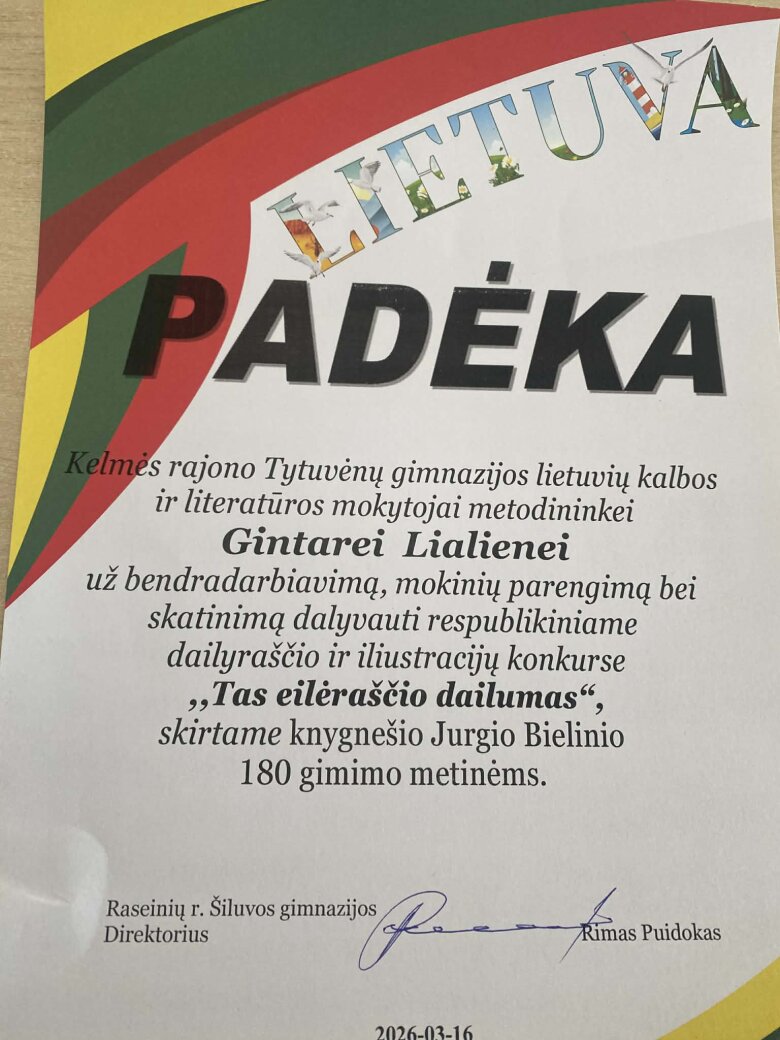 LIETUVA
PADĖKA
Kelmės rajono Tytuvėnų gimnazijos lietuvių kalbos
ir literatūros mokytojai metodininkei
Gintarei Lialienei
už bendradarbiavimą, mokinių parengimą bei
skatinimą dalyvauti respublikiniame
dailyraščio ir iliustracijų konkurse
,,Tas eilėraščio dailumas“,
skirtame knygnešio Jurgio Bielinio
180 gimimo metinėms.
Raseinių r. Šiluvos gimnazijos
Direktorius Rimas Puidokas
2026-03-16